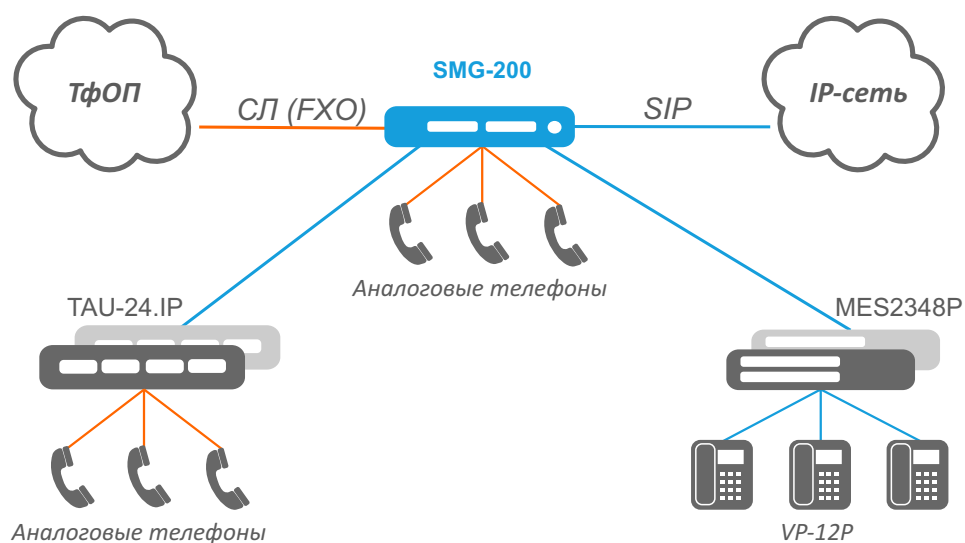 SMG-200
ТфОП
СЛ (FXO)
SIP
IP-сеть
Аналоговые телефоны
TAU-24.IP
MES2348P
Аналоговые телефоны
VP-12P